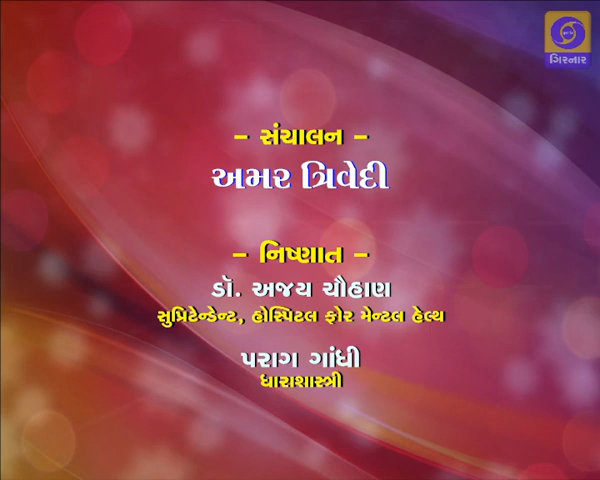 ગિરનાર
– સંચાલન –
અમર ત્રિવેદી
– નિષ્ણાત –
ડૉ. અજય ચૌહાણ
સુપ્રિટેન્ડેન્ટ, હોસ્પિટલ ફોર મેન્ટલ હેલ્થ
પરાગ ગાંધી
ધારાશાસ્ત્રી